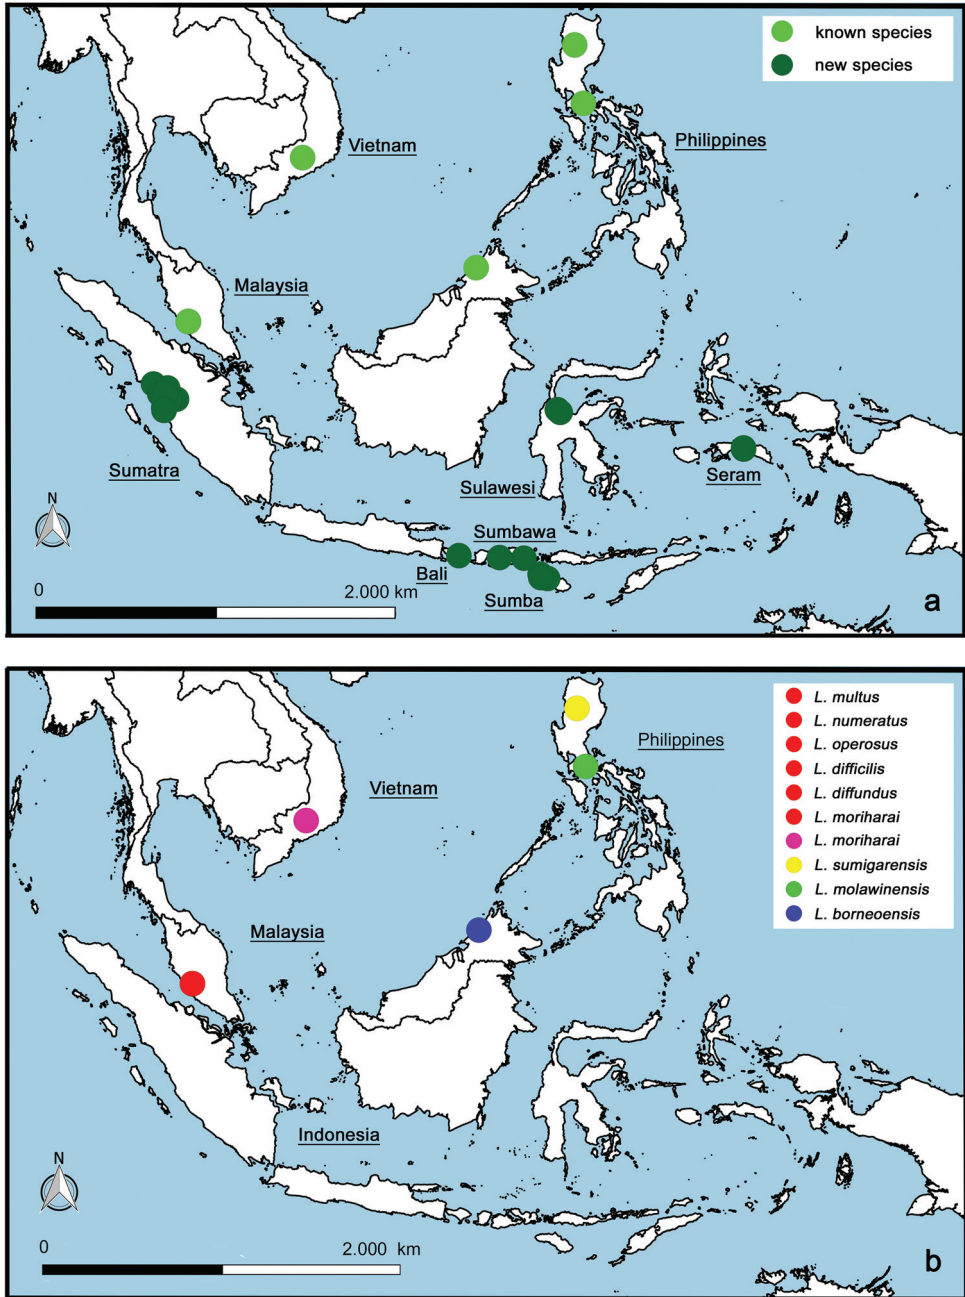 known species
new species
Philippines
Vietnam
Malaysia
Sumatra
Sulawesi
Seram
N
Sumbawa
Bali
Sumba
0 2.000 km
a
L. multus
L. numeratus
L. operosus
L. difficilis
L. diffundus
L. moriharai
L. moriharai
L. sumigarensis
L. molawinensis
L. borneoensis
Philippines
Vietnam
Malaysia
Indonesia
N
0 2.000 km
b